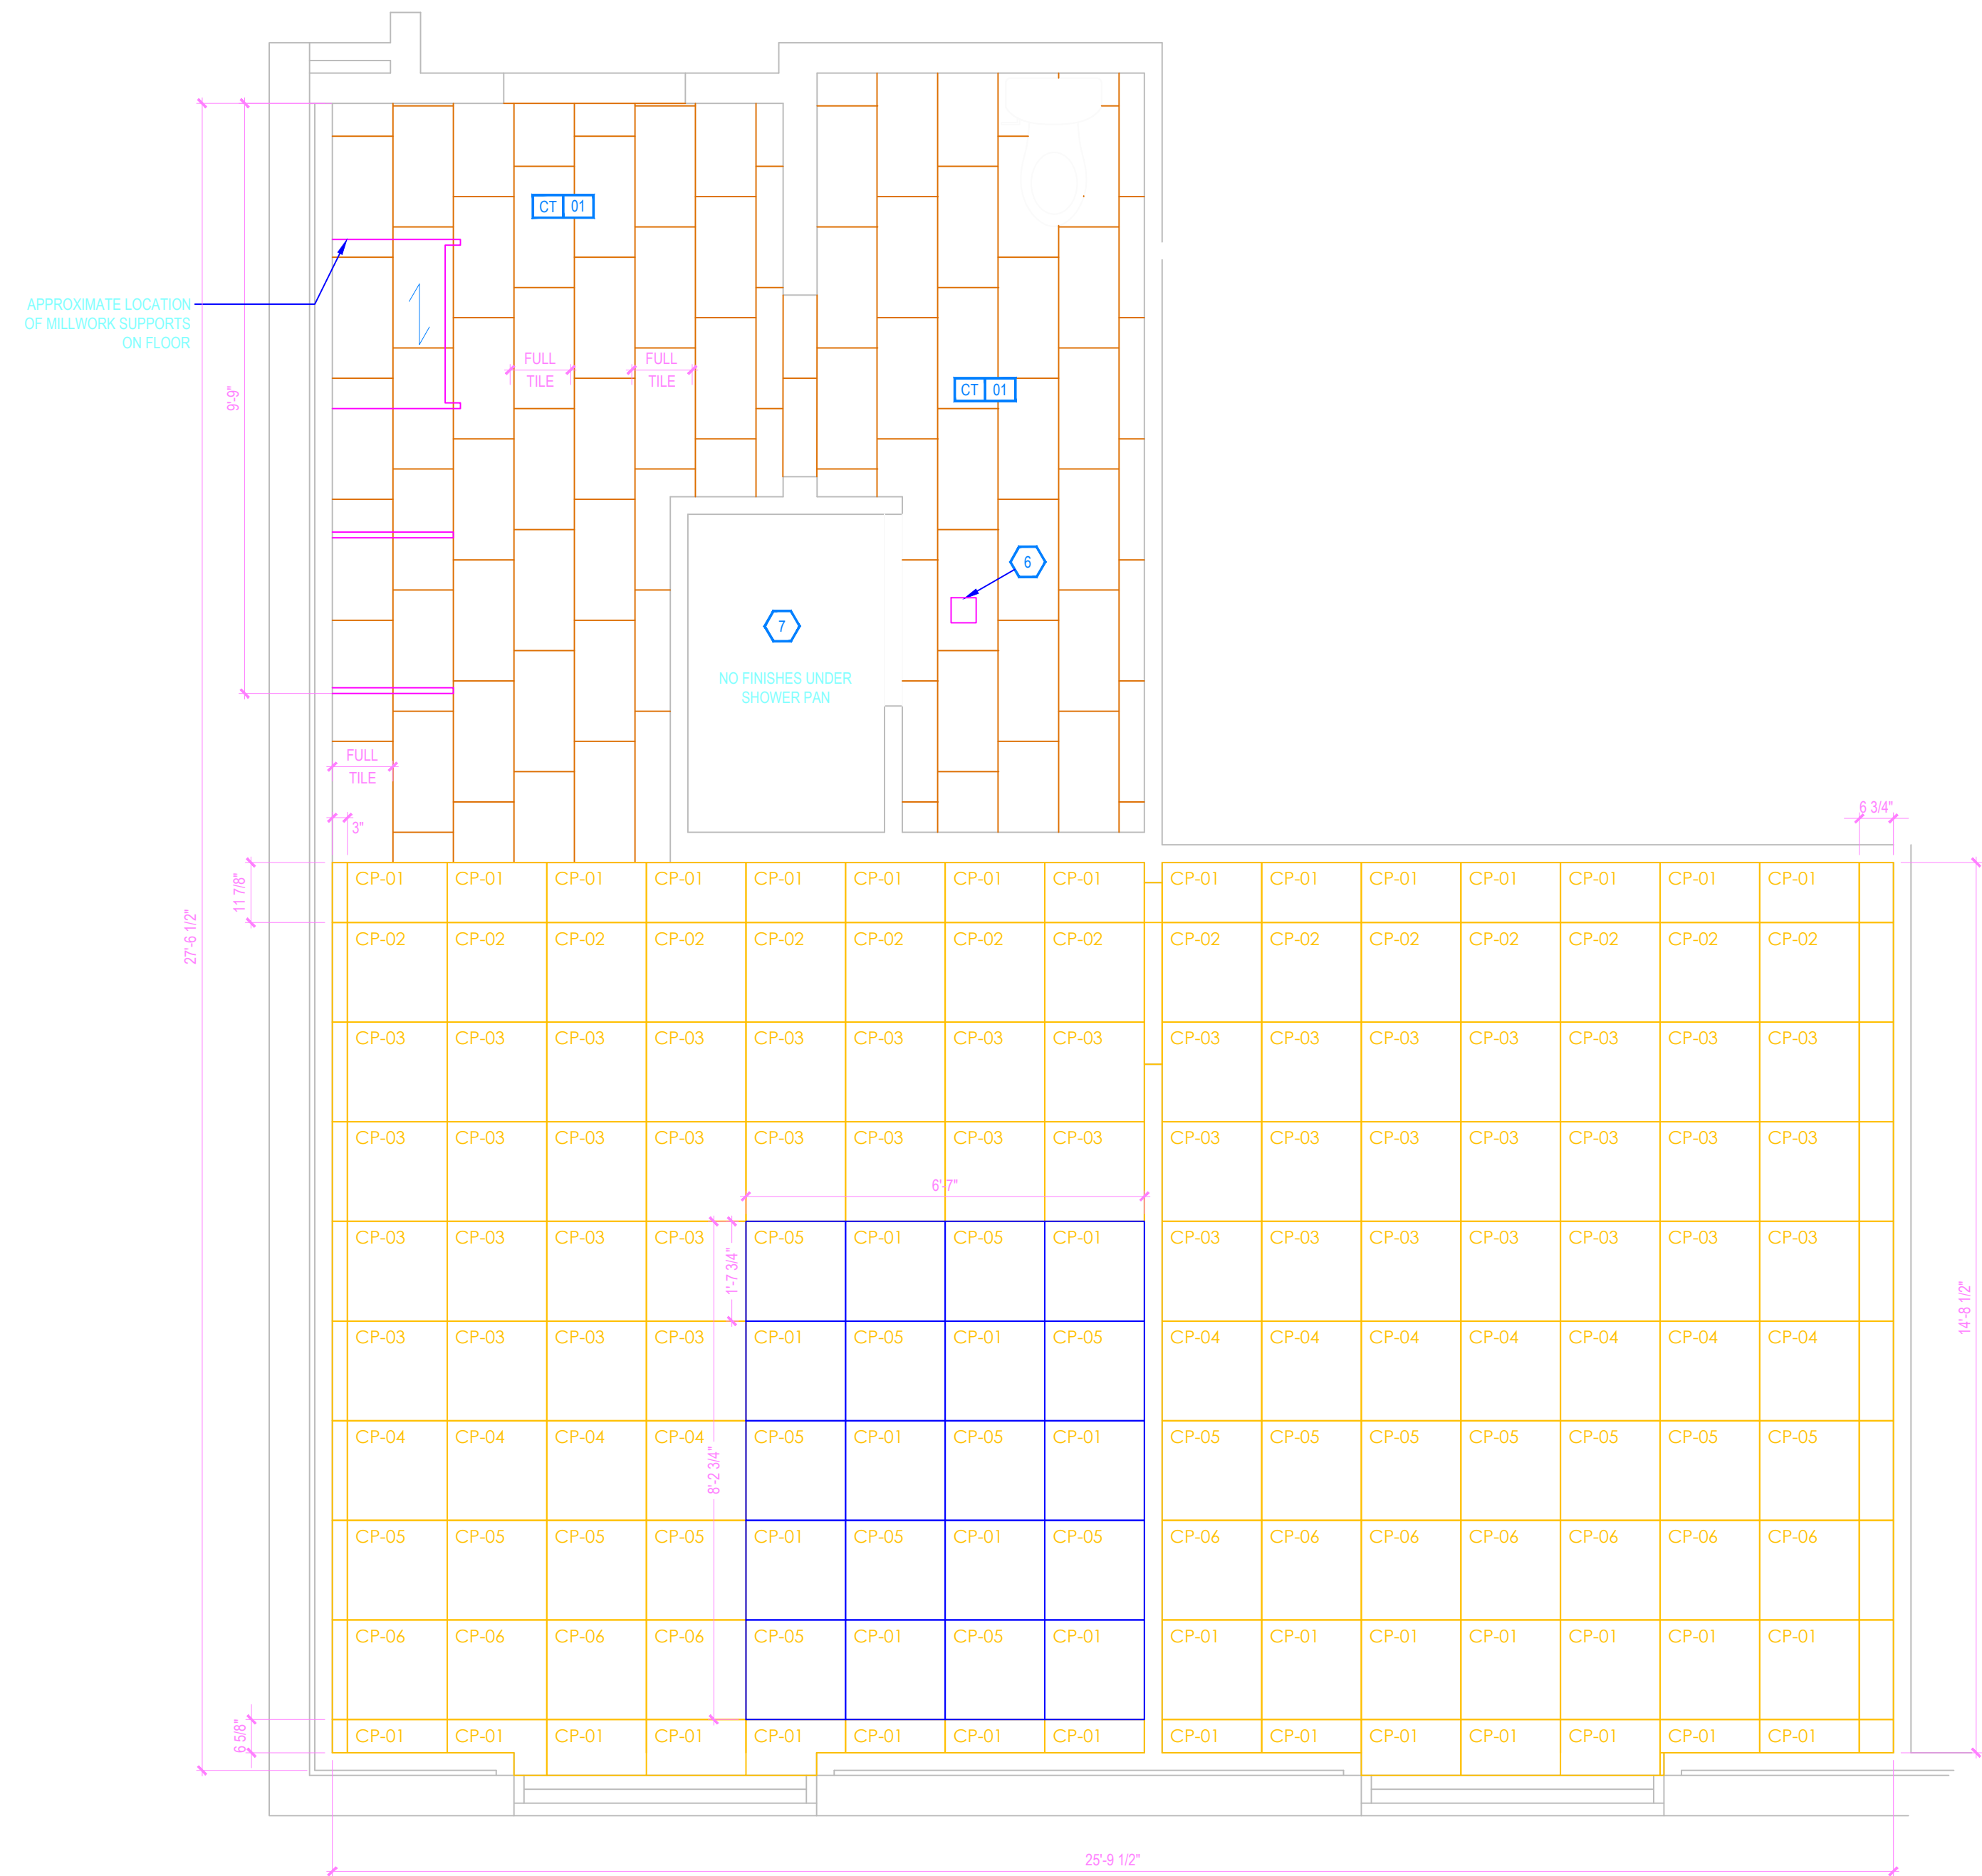 CT 01
APPROXIMATE LOCATION
OF MILLWORK SUPPORTS
ON FLOOR
FULL
TILE
FULL
TILE
9'-9"
CT 01
6
7
NO FINISHES UNDER
SHOWER PAN
FULL
TILE
3"
6 3/4"
11 7/8"
27'-6 1/2"
CP-01 CP-01 CP-01 CP-01 CP-01 CP-01 CP-01 CP-01 CP-01 CP-01 CP-01 CP-01 CP-01 CP-01 CP-01
CP-02 CP-02 CP-02 CP-02 CP-02 CP-02 CP-02 CP-02 CP-02 CP-02 CP-02 CP-02 CP-02 CP-02 CP-02
CP-03 CP-03 CP-03 CP-03 CP-03 CP-03 CP-03 CP-03 CP-03 CP-03 CP-03 CP-03 CP-03 CP-03 CP-03
CP-03 CP-03 CP-03 CP-03 CP-03 CP-03 CP-03 CP-03 CP-03 CP-03 CP-03 CP-03 CP-03 CP-03 CP-03
6'-7"
CP-03 CP-03 CP-03 CP-03 CP-05 CP-01 CP-05 CP-01 CP-03 CP-03 CP-03 CP-03 CP-03 CP-03 CP-03
1'-7 3/4"
14'-8 1/2"
CP-03 CP-03 CP-03 CP-03 CP-01 CP-05 CP-01 CP-05 CP-04 CP-04 CP-04 CP-04 CP-04 CP-04 CP-04
CP-04 CP-04 CP-04 CP-04 CP-05 CP-01 CP-05 CP-01 CP-05 CP-05 CP-05 CP-05 CP-05 CP-05 CP-05
8'-2 3/4"
CP-05 CP-05 CP-05 CP-05 CP-01 CP-05 CP-01 CP-05 CP-06 CP-06 CP-06 CP-06 CP-06 CP-06 CP-06
CP-06 CP-06 CP-06 CP-06 CP-05 CP-01 CP-05 CP-01 CP-01 CP-01 CP-01 CP-01 CP-01 CP-01 CP-01
6 5/8"
CP-01 CP-01 CP-01 CP-01 CP-01 CP-01 CP-01 CP-01 CP-01 CP-01 CP-01 CP-01 CP-01 CP-01 CP-01
25'-9 1/2"